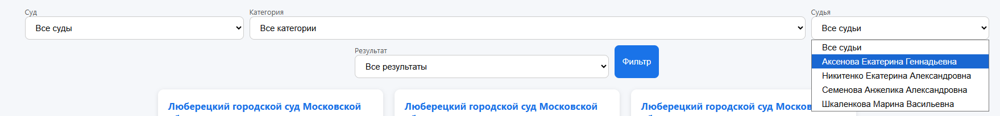 Суд
Категория
Судья
Все суды
Все категории
Все судьи
Все судьи
Аксенова Екатерина Геннадьевна
Никитенко Екатерина Александровна
Семенова Анжелика Александровна
Шкаленкова Марина Васильевна
Результат
Все результаты
Фильтр
Люберецкий городской суд Московской
Люберецкий городской суд Московской
Люберецкий городской суд Москов